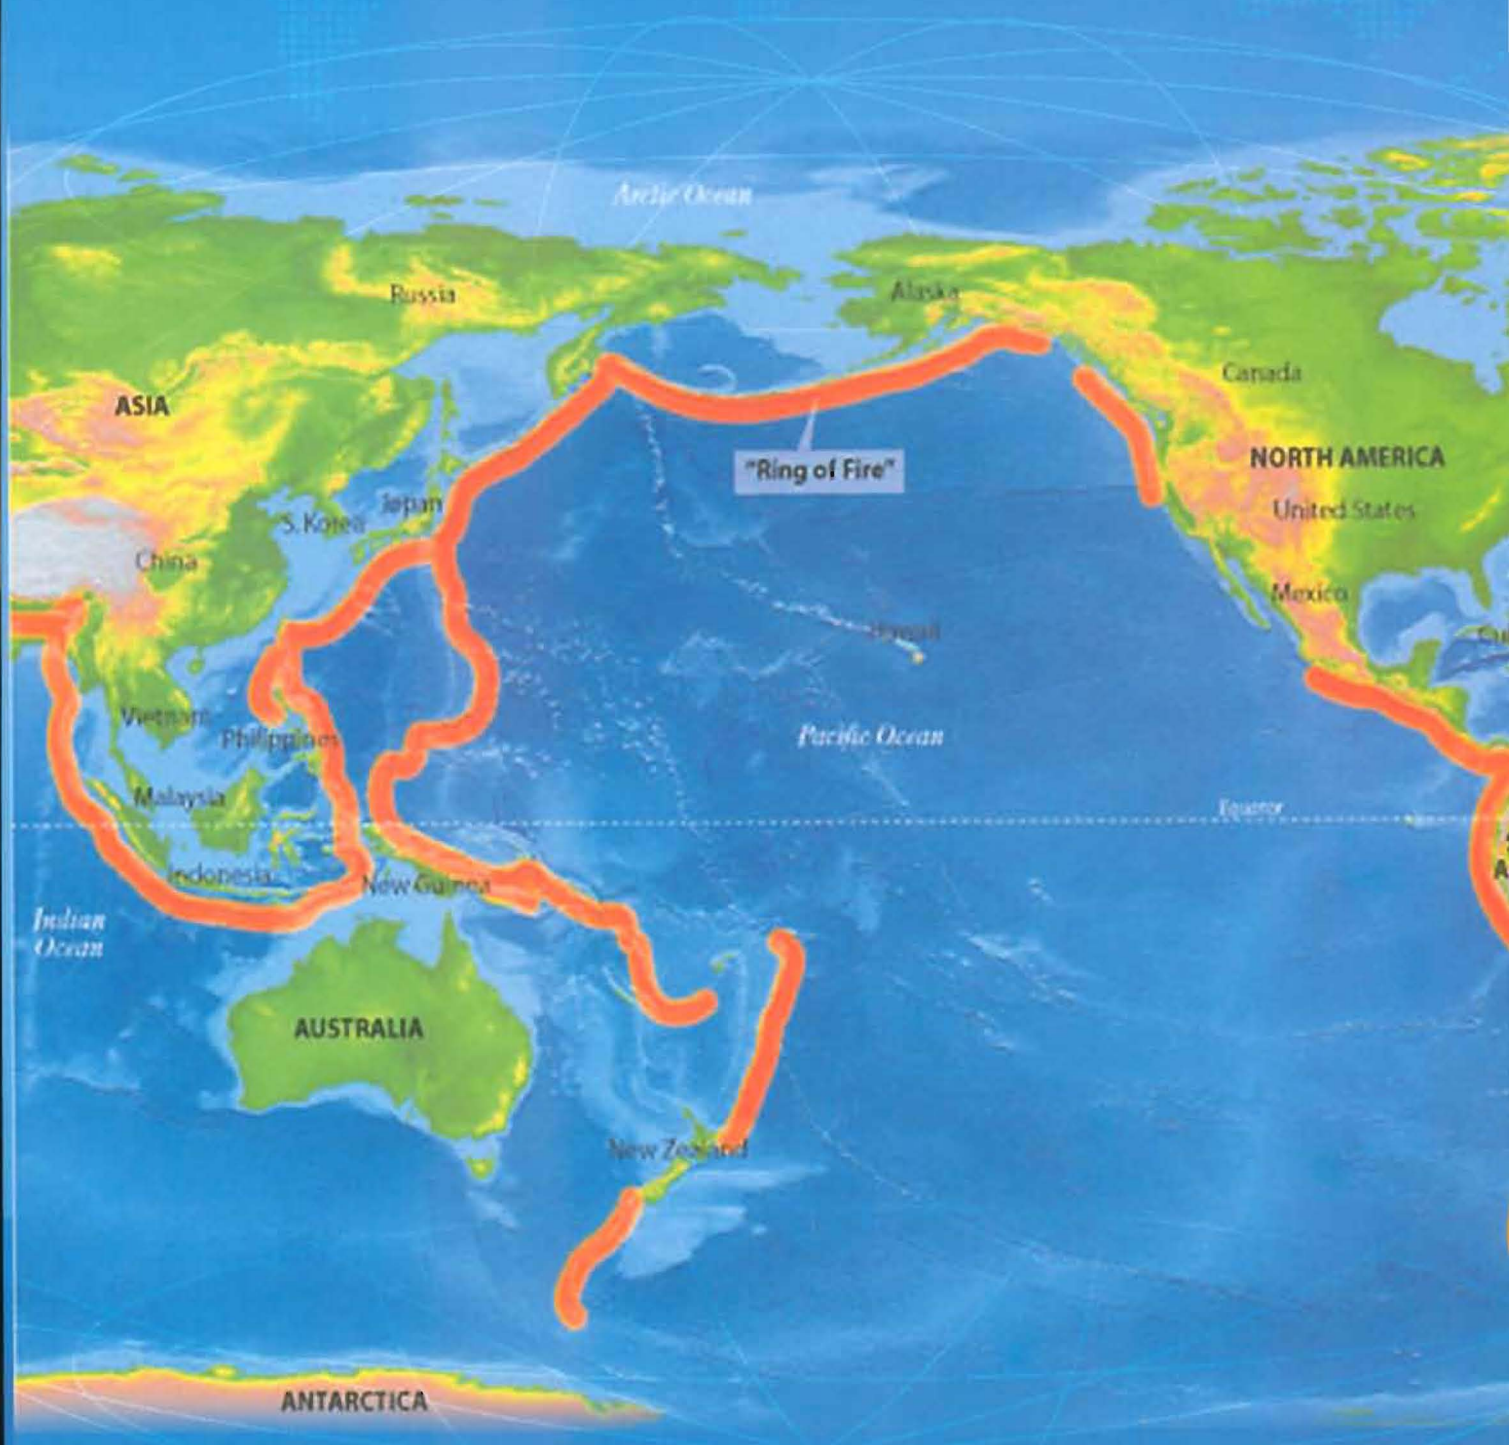 Arctic Ocean
Russia
Alaska
Canada
ASIA
NORTH AMERICA
"Ring of Fire"
Japan
S. Korea
United States
China
Mexico
Hawaii
Vietnam
Philippines
Pacific Ocean
Malaysia
Equator
Indonesia
New Guinea
Indian
Ocean
AUSTRALIA
New Zealand
ANTARCTICA